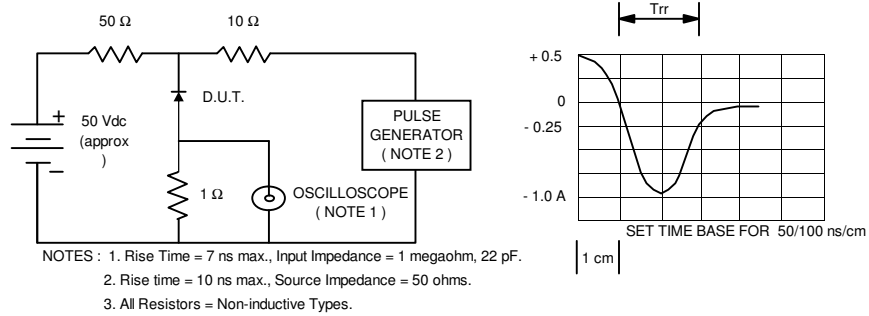 50 Ω
10 Ω
D.U.T.
+
50 Vdc
(approx
)
−
1 Ω
PULSE
GENERATOR
( NOTE 2 )
OSCILLOSCOPE
( NOTE 1 )
Trr
+ 0.5
0
- 0.25
- 1.0 A
SET TIME BASE FOR 50/100 ns/cm
1 cm
NOTES : 1. Rise Time = 7 ns max., Input Impedance = 1 megaohm, 22 pF.
2. Rise time = 10 ns max., Source Impedance = 50 ohms.
3. All Resistors = Non-inductive Types.